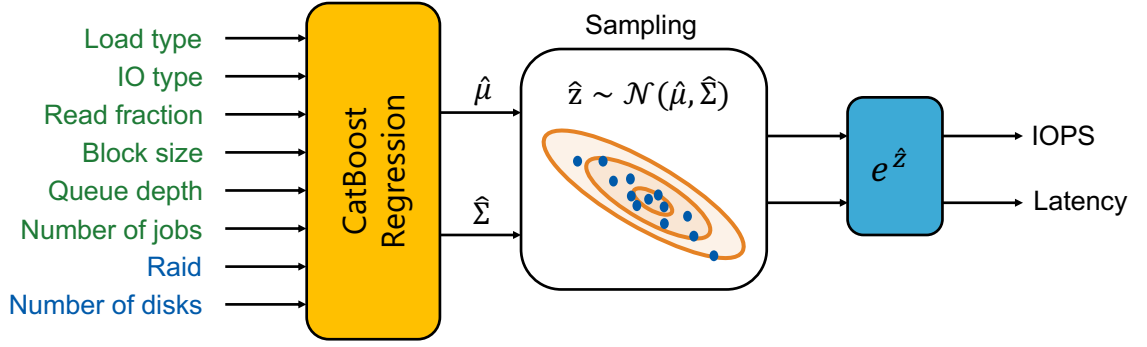 Load type
IO type
Read fraction
Block size
Queue depth
Number of jobs
Raid
Number of disks
CatBoost
Regression
μ̂
Σ̂
Sampling
ẑ ~ 𝒩(μ̂, Σ̂)
e^ẑ
IOPS
Latency